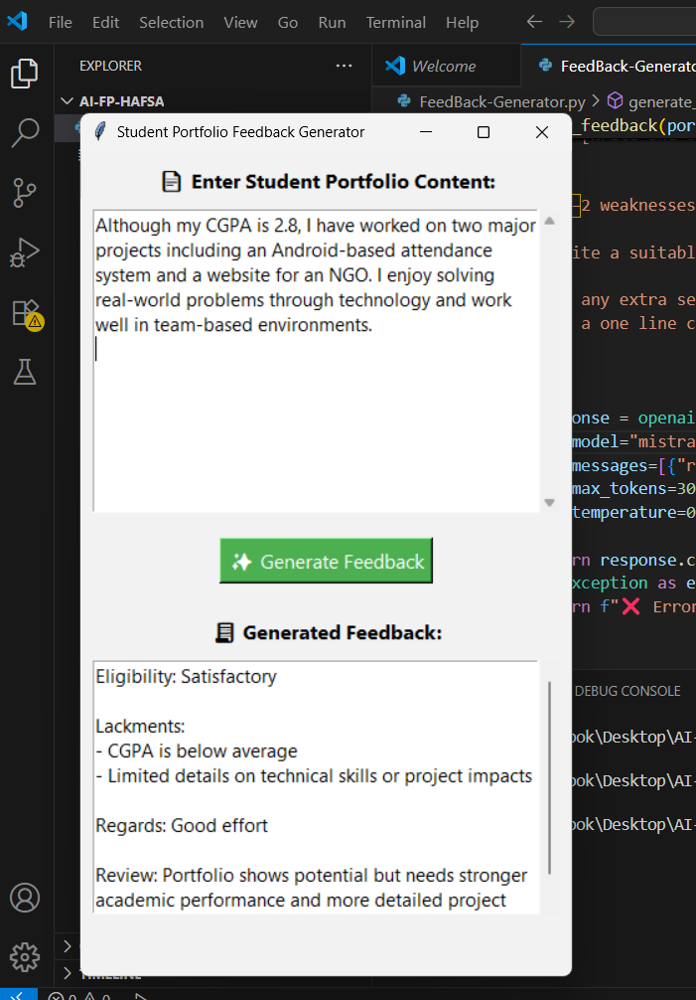 File Edit Selection View Go Run Terminal Help
EXPLORER
Welcome
FeedBack-Generato
AI-FP-HAFSA
FeedBack-Generator.py > generate_
_feedback(por
Student Portfolio Feedback Generator
Enter Student Portfolio Content:
Although my CGPA is 2.8, I have worked on two major
projects including an Android-based attendance
system and a website for an NGO. I enjoy solving
real-world problems through technology and work
well in team-based environments.
Generate Feedback
Generated Feedback:
Eligibility: Satisfactory
Lackments:
- CGPA is below average
- Limited details on technical skills or project impacts
Regards: Good effort
Review: Portfolio shows potential but needs stronger
academic performance and more detailed project
-2 weaknesses
ite a suitabl
any extra se
a one line c
onse = openai
model="mistra
messages=[{"r
max_tokens=30
temperature=0
rn response.c
xception as e
rn f"❌ Error
DEBUG CONSOLE
ook\Desktop\AI-
ook\Desktop\AI-
ook\Desktop\AI-
TIMELINE
0 0